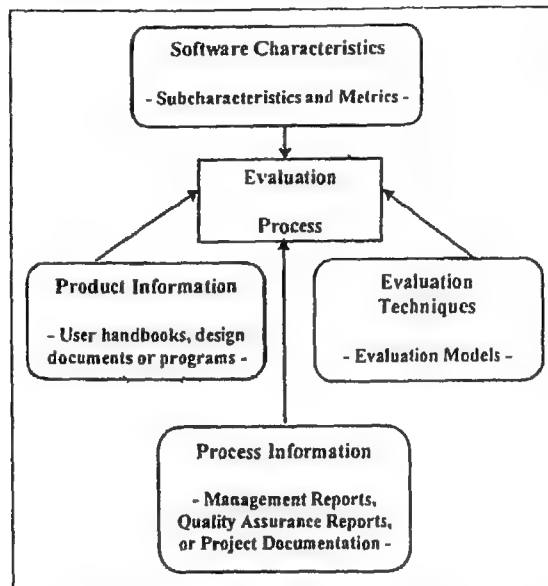 Software Characteristics
- Subcharacteristics and Metrics -
Evaluation
Process
Product Information
- User handbooks, design
documents or programs -
Evaluation
Techniques
- Evaluation Models -
Process Information
- Management Reports,
Quality Assurance Reports,
or Project Documentation -